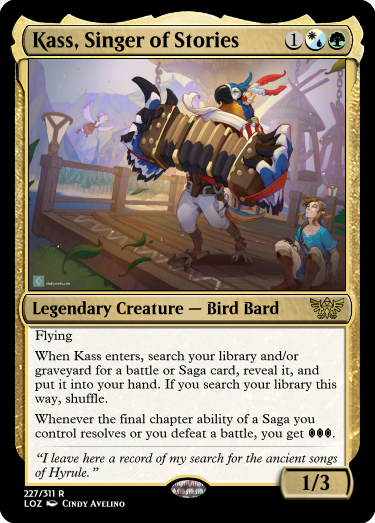 Kass, Singer of Stories 1
Legendary Creature — Bird Bard
Flying
When Kass enters, search your library and/or
graveyard for a battle or Saga card, reveal it, and
put it into your hand. If you search your library this
way, shuffle.
Whenever the final chapter ability of a Saga you
control resolves or you defeat a battle, you get
“I leave here a record of my search for the ancient songs
of Hyrule.”
1/3
227/311 R
LOZ CINDY AVELINO